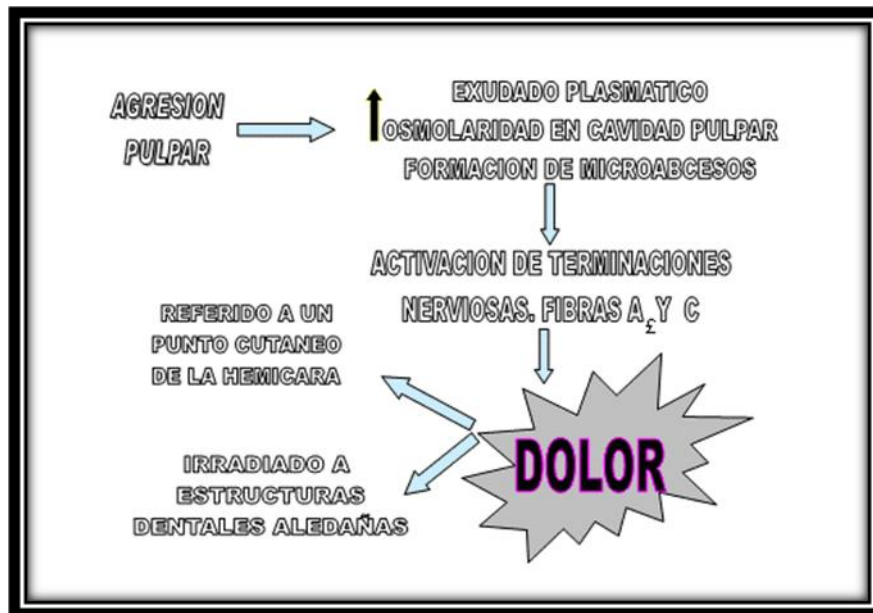 AGRESION
PULPAR
EXUDADO PLASMATICO
OSMOLARIDAD EN CAVIDAD PULPAR
FORMACION DE MICROABCESOS
ACTIVACION DE TERMINACIONES
NERVIOSAS. FIBRAS A £ Y C
REFERIDO A UN
PUNTO CUTANEO
DE LA HEMICARA
DOLOR
IRRADIADO A
ESTRUCTURAS
DENTALES ALEDAÑAS